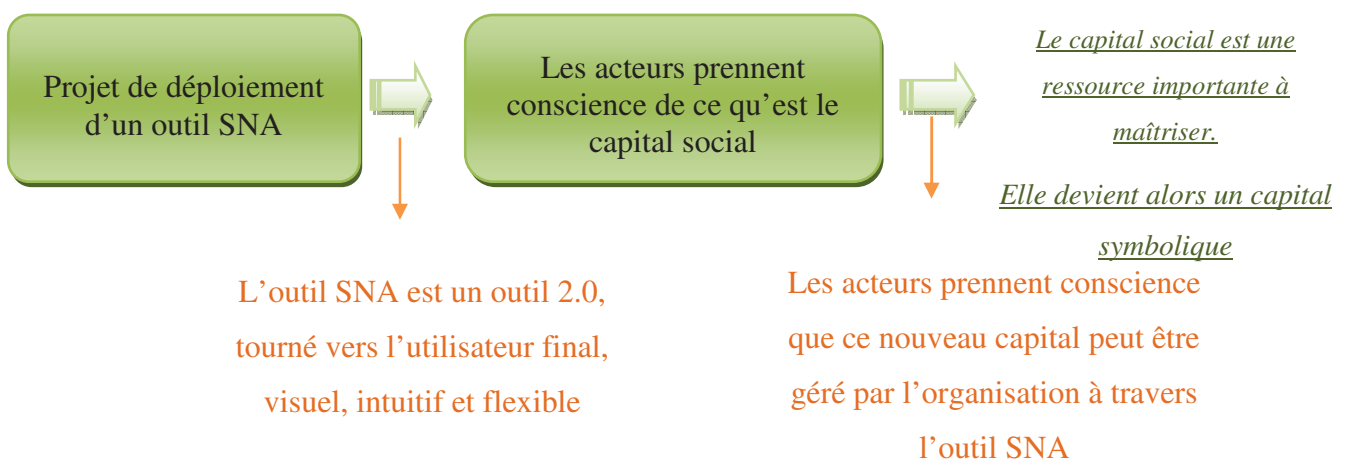 Projet de déploiement
d’un outil SNA
Les acteurs prennent
conscience de ce qu’est le
capital social
Le capital social est une
ressource importante à
maîtriser.
Elle devient alors un capital
symbolique
L’outil SNA est un outil 2.0,
tourné vers l’utilisateur final,
visuel, intuitif et flexible
Les acteurs prennent conscience
que ce nouveau capital peut être
géré par l’organisation à travers
l’outil SNA